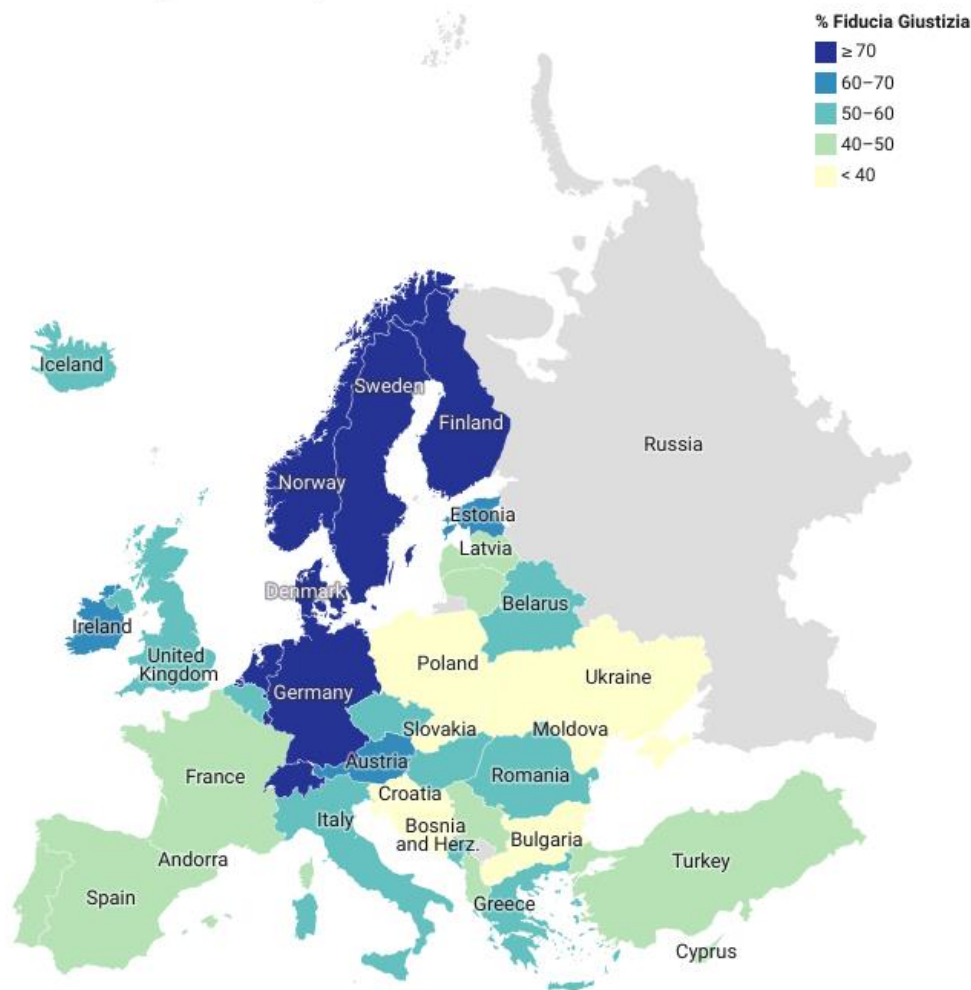 % Fiducia Giustizia
≥ 70
60–70
50–60
40–50
< 40
Iceland
Sweden
Finland
Norway
Russia
Estonia
Latvia
Denmark
Belarus
Ireland
United
Kingdom
Poland
Ukraine
Germany
Slovakia
Moldova
Austria
France
Romania
Croatia
Italy
Bosnia
and Herz.
Bulgaria
Andorra
Turkey
Spain
Greece
Cyprus